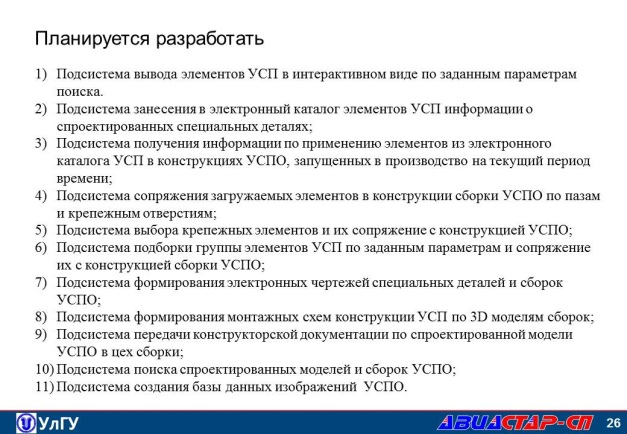 Планируется разработать
1) Подсистема вывода элементов УСП в интерактивном виде по заданным параметрам
поиска.
2) Подсистема занесения в электронный каталог элементов УСП информации о
спроектированных специальных деталях;
3) Подсистема получения информации по применению элементов из электронного
каталога УСП в конструкциях УСПО, запущенных в производство на текущий период
времени;
4) Подсистема сопряжения загружаемых элементов в конструкции сборки УСПО по пазам
и крепежным отверстиям;
5) Подсистема выбора крепежных элементов и их сопряжение с конструкцией УСПО;
6) Подсистема подборки группы элементов УСП по заданным параметрам и сопряжение
их с конструкцией сборки УСПО;
7) Подсистема формирования электронных чертежей специальных деталей и сборок
УСПО;
8) Подсистема формирования монтажных схем конструкции УСП по 3D моделям сборок;
9) Подсистема передачи конструкторской документации по спроектированной модели
УСПО в цех сборки;
10) Подсистема поиска спроектированных моделей и сборок УСПО;
11) Подсистема создания базы данных изображений УСПО.
УлГУ
АВИАСТАР-СП
26